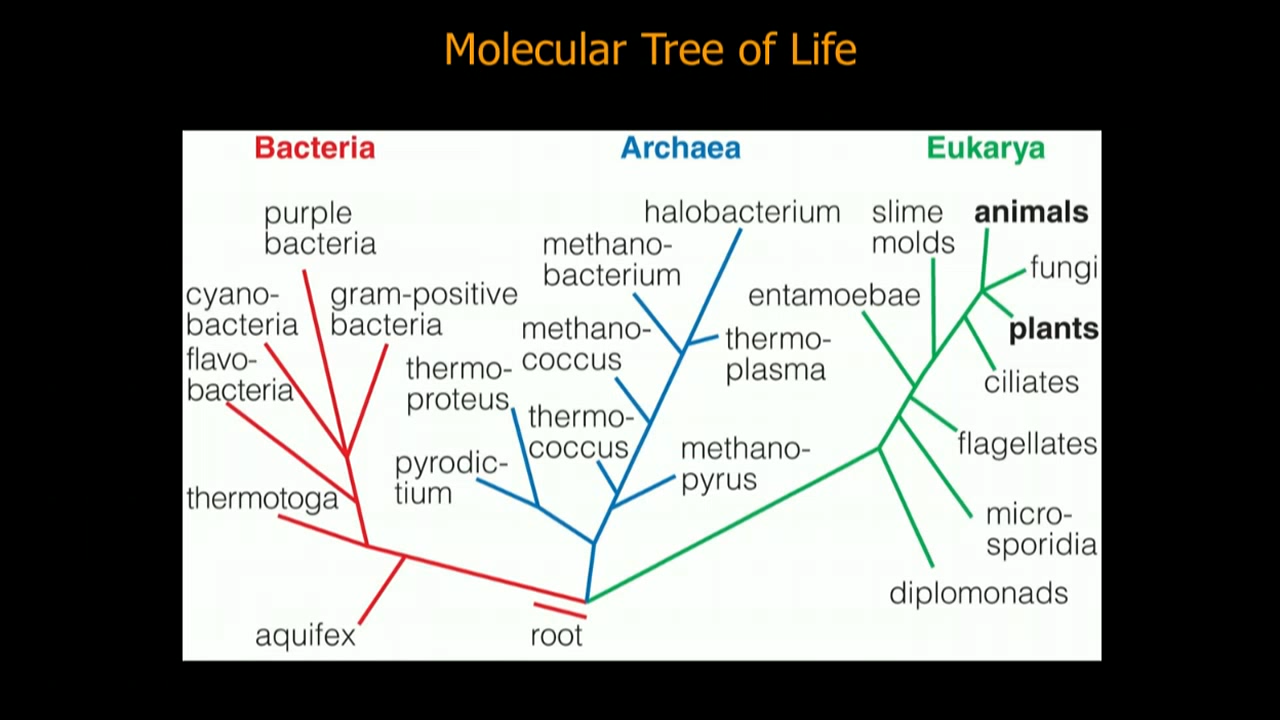 Molecular Tree of Life
Bacteria
Archaea
Eukarya
purple
bacteria
cyano-
bacteria
gram-positive
bacteria
flavo-
bacteria
thermotoga
aquifex
root
halobacterium
methano-
bacterium
methano-
coccus
thermo-
plasma
thermo-
proteus
thermo-
coccus
pyrodic-
tium
methano-
pyrus
slime
molds
animals
fungi
entamoebae
plants
ciliates
flagellates
micro-
sporidia
diplomonads